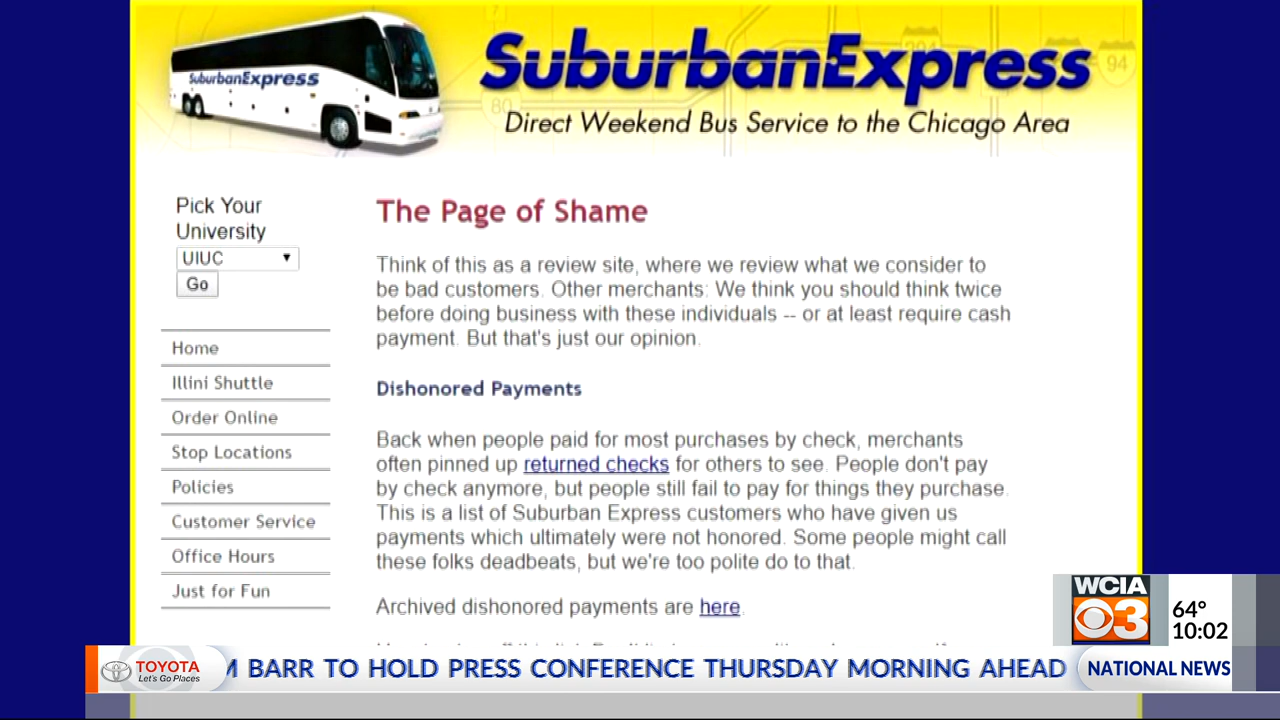 SuburbanExpress
SuburbanExpress
Direct Weekend Bus Service to the Chicago Area
94
80
Pick Your
University
UIUC
Go
Home
Illini Shuttle
Order Online
Stop Locations
Policies
Customer Service
Office Hours
Just for Fun
The Page of Shame
Think of this as a review site, where we review what we consider to
be bad customers. Other merchants: We think you should think twice
before doing business with these individuals -- or at least require cash
payment. But that's just our opinion.
Dishonored Payments
Back when people paid for most purchases by check, merchants
often pinned up returned checks for others to see. People don't pay
by check anymore, but people still fail to pay for things they purchase.
This is a list of Suburban Express customers who have given us
payments which ultimately were not honored. Some people might call
these folks deadbeats, but we're too polite do to that.
Archived dishonored payments are here.
WCIA
3
64°
10:02
TOYOTA
Let's Go Places
M BARR TO HOLD PRESS CONFERENCE THURSDAY MORNING AHEAD
NATIONAL NEWS